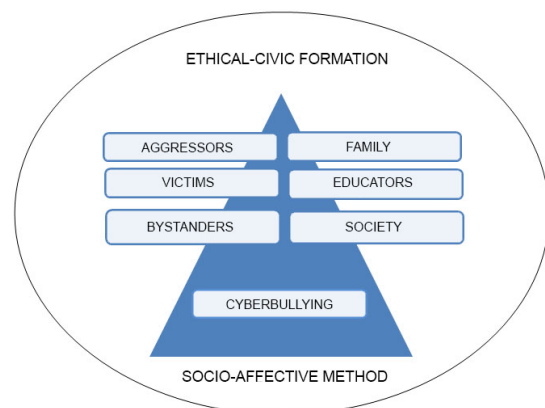 ETHICAL-CIVIC FORMATION
AGGRESSORS
FAMILY
VICTIMS
EDUCATORS
BYSTANDERS
SOCIETY
CYBERBULLYING
SOCIO-AFFECTIVE METHOD